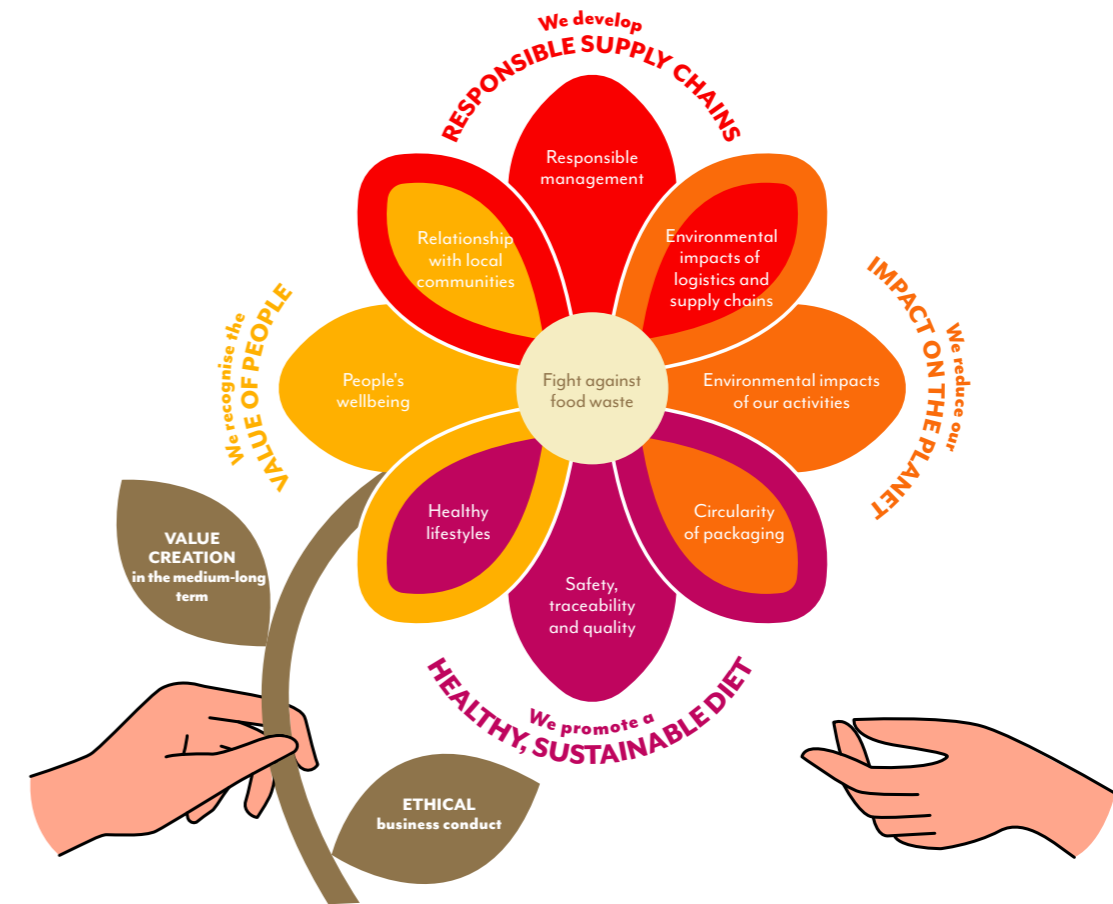 We develop
RESPONSIBLE SUPPLY CHAINS
Responsible
management
Relationship
with local
communities
Environmental
impacts of
logistics and
supply chains
We recognise the
VALUE OF PEOPLE
People's
wellbeing
Fight against
food waste
Environmental impacts
of our activities
We reduce our
IMPACT ON THE PLANET
Healthy
lifestyles
Circularity
of packaging
Safety,
traceability
and quality
We promote a
HEALTHY, SUSTAINABLE DIET
VALUE
CREATION
in the medium-long
term
ETHICAL
business conduct